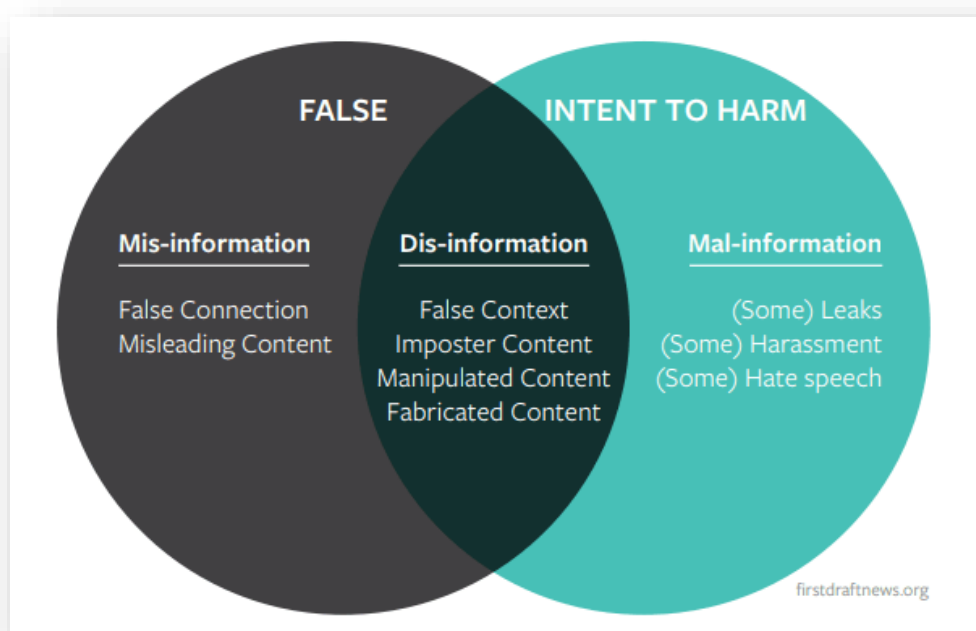 FALSE
INTENT TO HARM
Mis-information
False Connection
Misleading Content
Dis-information
False Context
Imposter Content
Manipulated Content
Fabricated Content
Mal-information
(Some) Leaks
(Some) Harassment
(Some) Hate speech
firstdraftnews.org